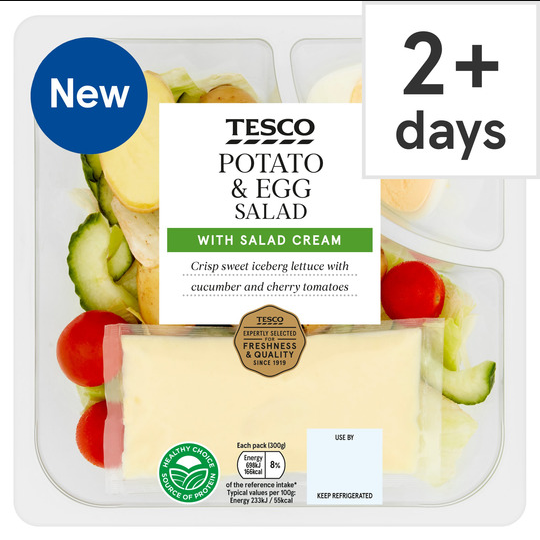 New
2+
days
TESCO
POTATO
& EGG
SALAD
WITH SALAD CREAM
Crisp sweet iceberg lettuce with
cucumber and cherry tomatoes
TESCO
EXPERTLY SELECTED
FOR
FRESHNESS
& QUALITY
SINCE 1919
HEALTHY CHOICE
SOURCE OF PROTEIN
Each pack (300g)
Energy
698kJ
166kcal
8%
of the reference intake*
Typical values per 100g:
Energy 233kJ / 55kcal
USE BY
KEEP REFRIGERATED